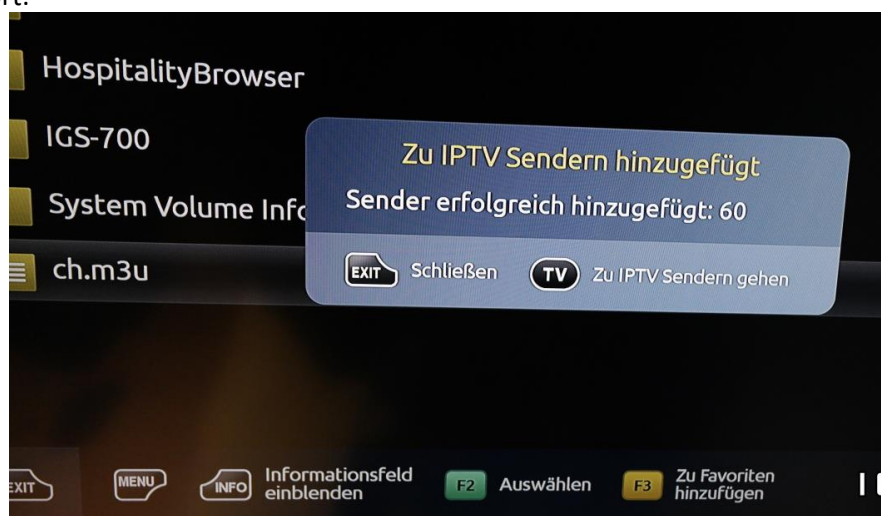 HospitalityBrowser
IGS-700
Zu IPTV Sendern hinzugefügt
System Volume Info
Sender erfolgreich hinzugefügt: 60
ch.m3u
EXIT Schließen TV Zu IPTV Sendern gehen
EXIT MENU INFO Informationsfeld
einblenden
F2 Auswählen F3 Zu Favoriten
hinzufügen